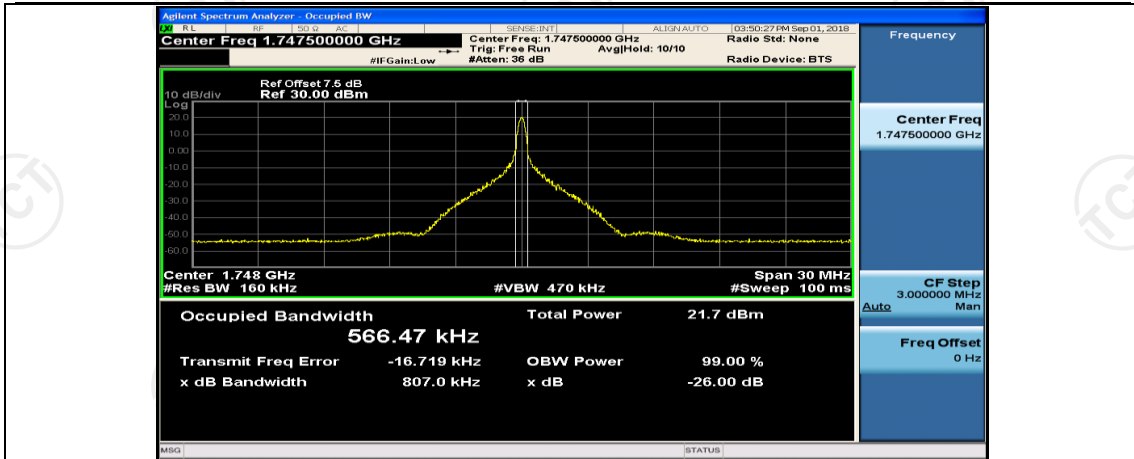 Agilent Spectrum Analyzer - Occupied BW
LXI RL RF 50 Ω AC SENSE:INT ALIGN AUTO 03:50:27 PM Sep 01, 2018
Center Freq 1.747500000 GHz
Center Freq: 1.747500000 GHz
Radio Std: None
Trig: Free Run Avg|Hold: 10/10
#IFGain:Low #Atten: 36 dB Radio Device: BTS
Ref Offset 7.5 dB
10 dB/div Ref 30.00 dBm
Log
20.0
10.0
0.00
-10.0
-20.0
-30.0
-40.0
-50.0
-60.0
Center 1.748 GHz Span 30 MHz
#Res BW 160 kHz #VBW 470 kHz #Sweep 100 ms
Occupied Bandwidth Total Power 21.7 dBm
566.47 kHz
Transmit Freq Error -16.719 kHz OBW Power 99.00 %
x dB Bandwidth 807.0 kHz x dB -26.00 dB
MSG STATUS
Frequency
Center Freq
1.747500000 GHz
CF Step
3.000000 MHz
Auto Man
Freq Offset
0 Hz
TCT
TCT